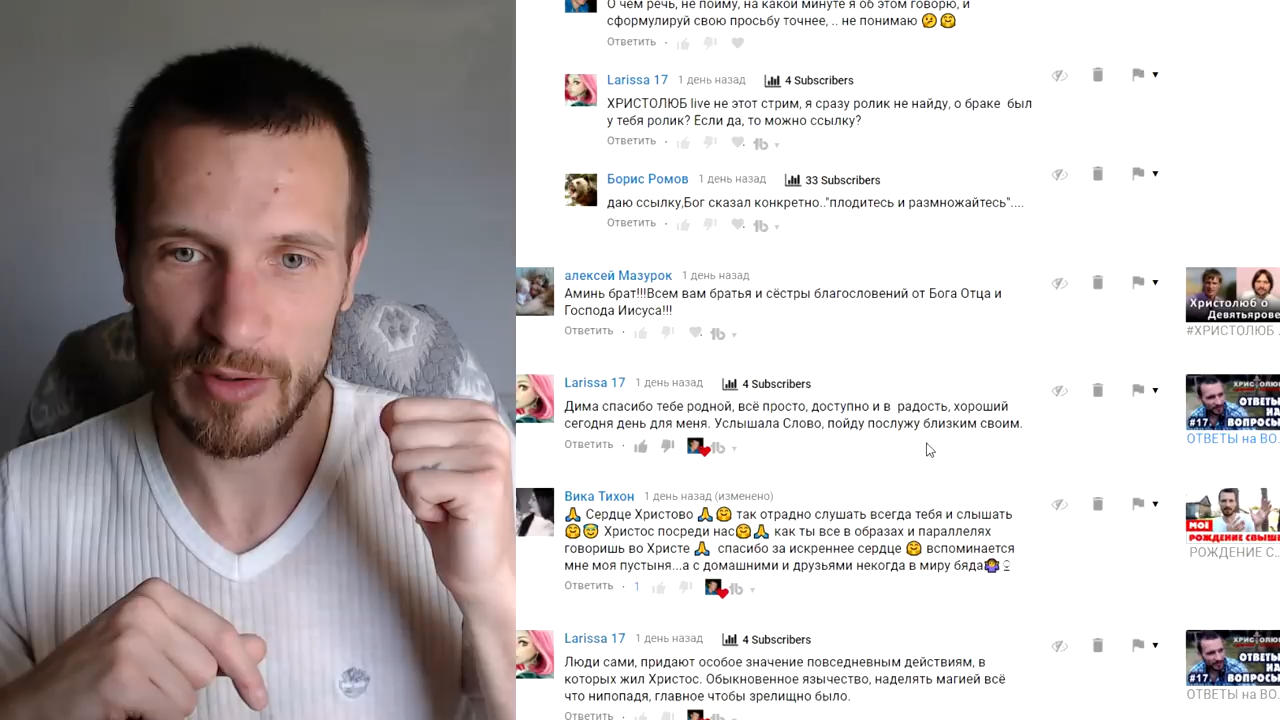 О чём речь, не пойму, на какой минуте я об этом говорю, и
сформулируй свою просьбу точнее, .. не понимаю 🤔 🤗
Ответить
Larissa 17 1 день назад 4 Subscribers
ХРИСТОЛЮБ live не этот стрим, я сразу ролик не найду, о браке был
у тебя ролик? Если да, то можно ссылку?
Ответить
Борис Ромов 1 день назад 33 Subscribers
даю ссылку,Бог сказал конкретно.."плодитесь и размножайтесь"....
Ответить
алексей Мазурок 1 день назад
Аминь брат!!!Всем вам братья и сёстры благословений от Бога Отца и
Господа Иисуса!!!
Ответить
Христолюб о
Девятьярове
#ХРИСТОЛЮБ
Larissa 17 1 день назад 4 Subscribers
Дима спасибо тебе родной, всё просто, доступно и в радость, хороший
сегодня день для меня. Услышала Слово, пойду послужу близким своим.
Ответить
ХРИСТОЛЮБ
ОТВЕТЫ
НА
#17 ВОПРОСЫ
ОТВЕТЫ на ВО...
Вика Тихон 1 день назад (изменено)
🙏 Сердце Христово 🙏🤗 так отрадно слушать всегда тебя и слышать
🤗😇 Христос посреди нас🤗🙏 как ты все в образах и параллелях
говоришь во Христе 🙏 спасибо за искреннее сердце 🤗 вспоминается
мне моя пустыня...а с домашними и друзьями некогда в миру бяда🤷♀
Ответить 1
МОЁ
РОЖДЕНИЕ СВЫШЕ
РОЖДЕНИЕ С...
Larissa 17 1 день назад 4 Subscribers
Люди сами, придают особое значение повседневным действиям, в
которых жил Христос. Обыкновенное язычество, наделять магией всё
что нипопадя, главное чтобы зрелищно было.
Ответить
ХРИСТОЛЮБ
ОТВЕТЫ
НА
#17 ВОПРОСЫ
ОТВЕТЫ на ВО...